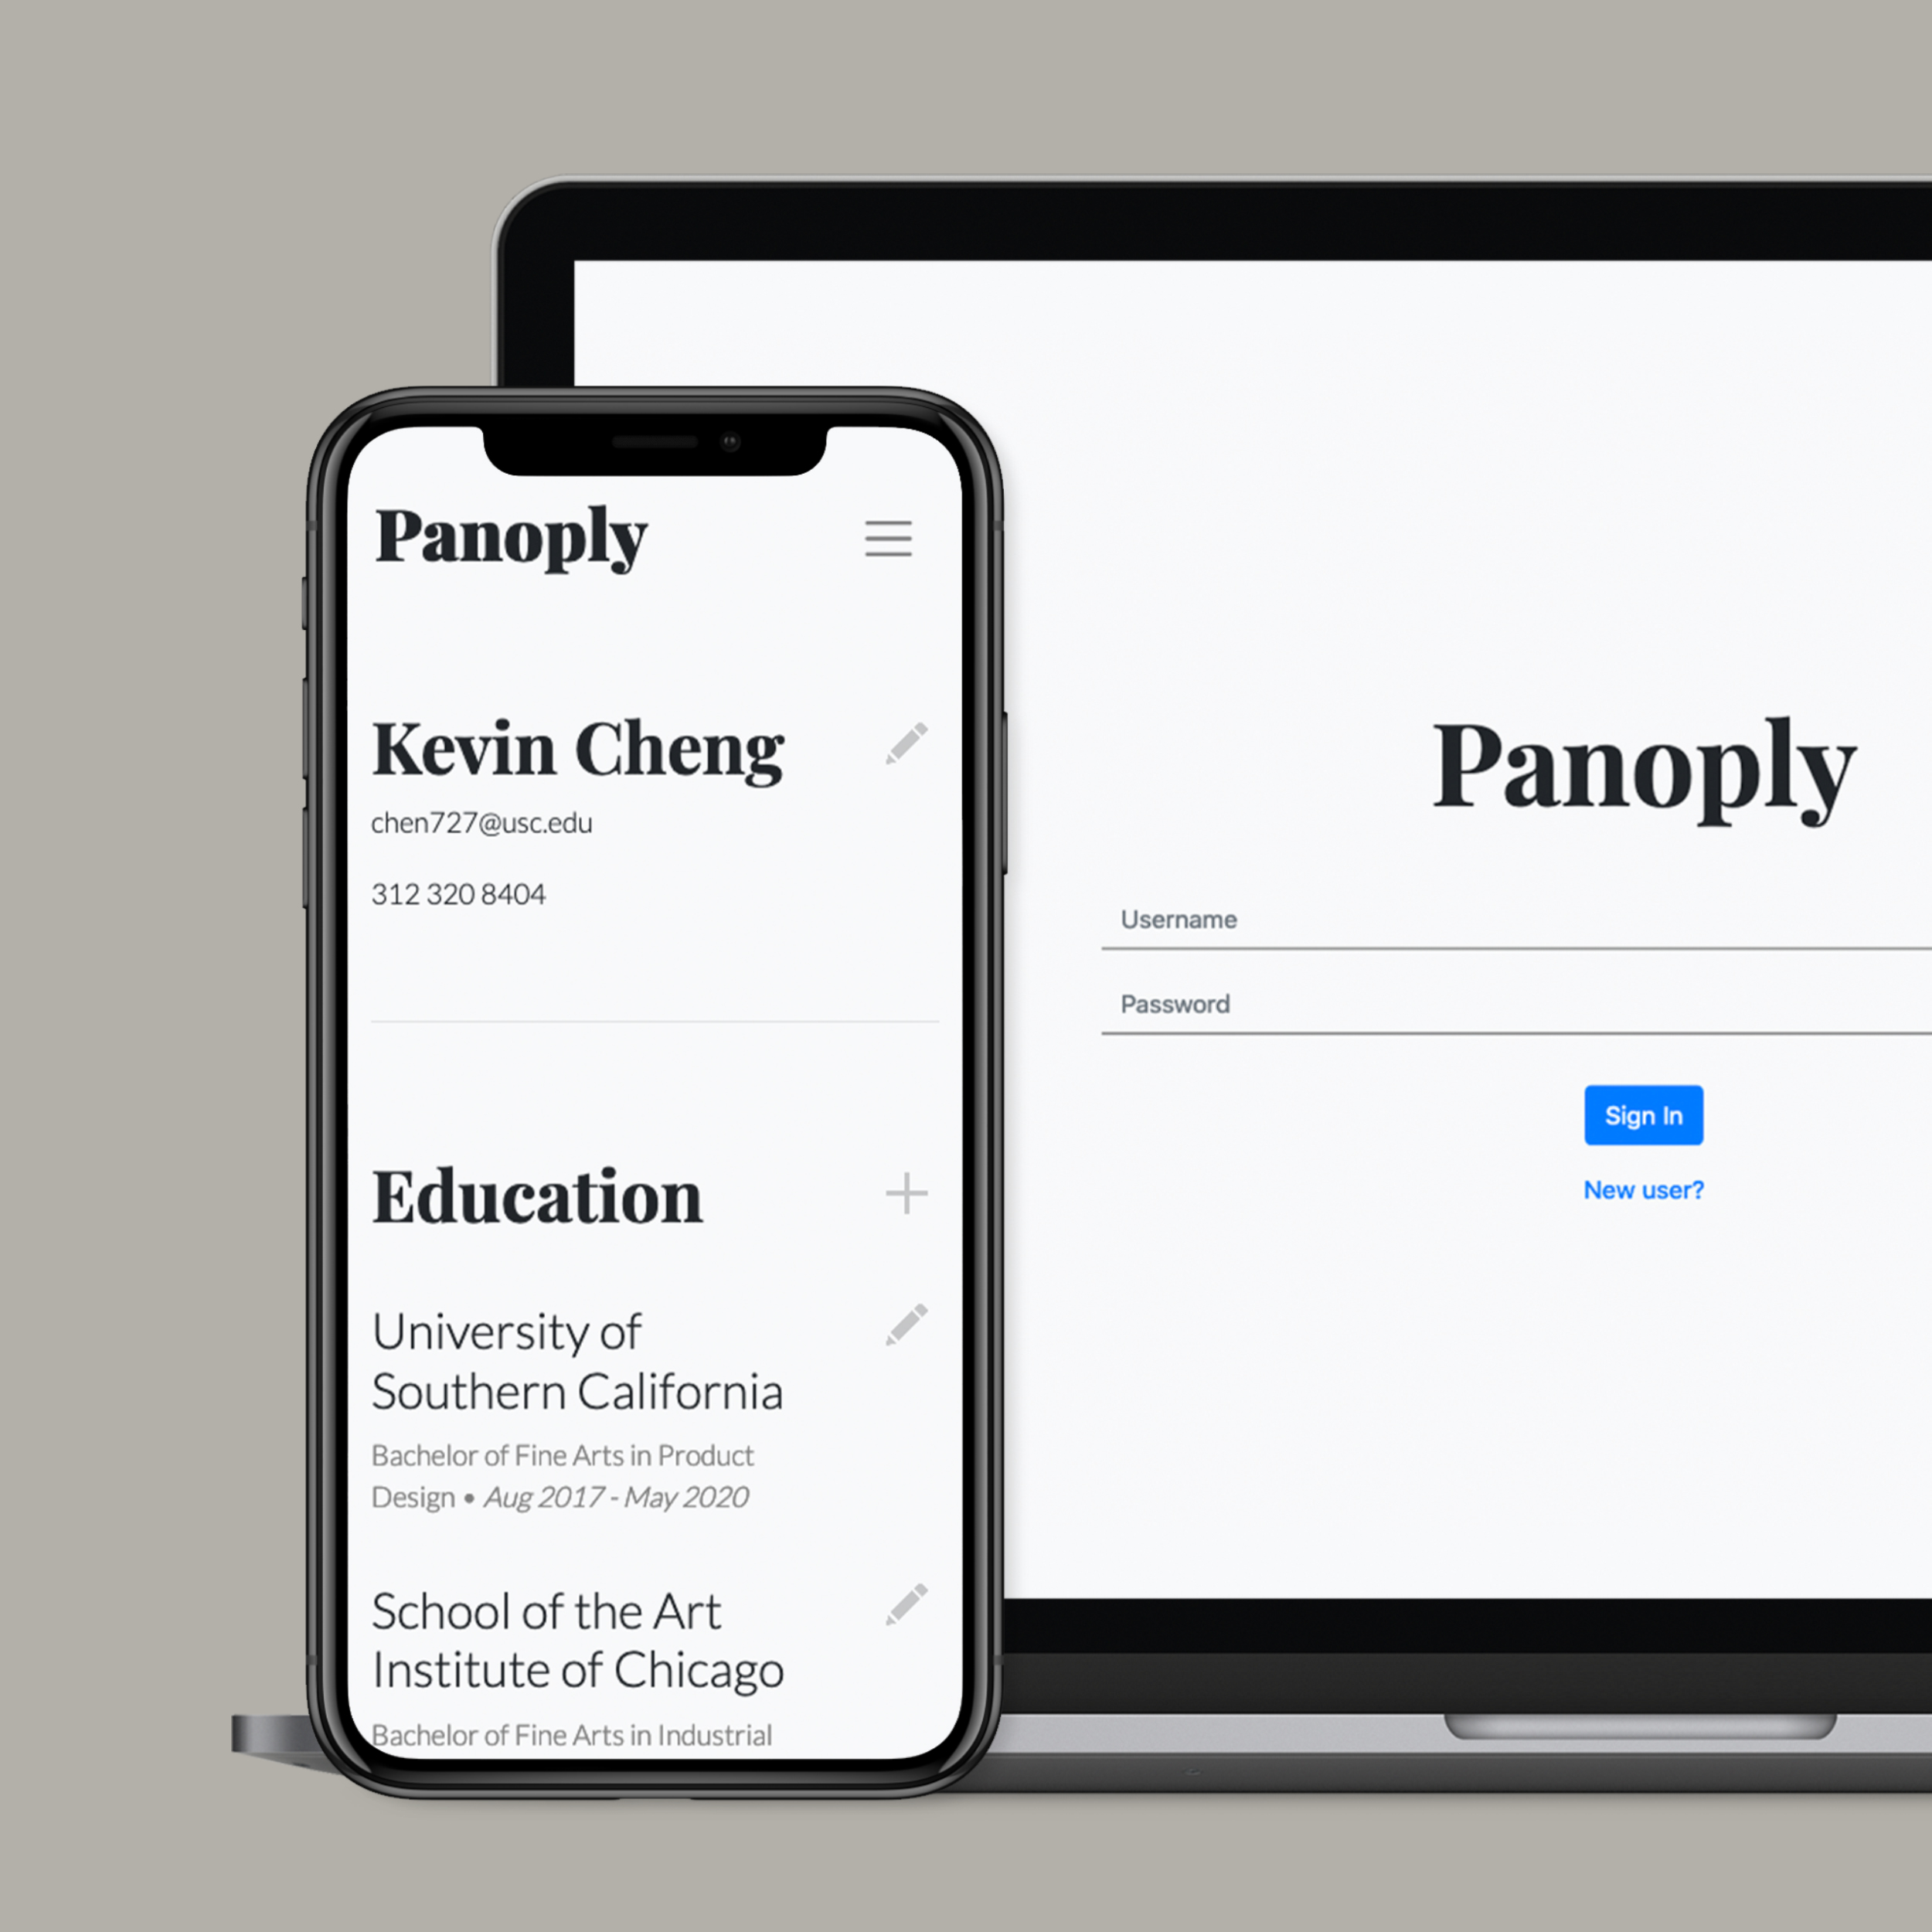 Panoply
Kevin Cheng
chen727@usc.edu
312 320 8404
Education
University of
Southern California
Bachelor of Fine Arts in Product
Design • Aug 2017 - May 2020
School of the Art
Institute of Chicago
Bachelor of Fine Arts in Industrial
Panoply
Username
Password
Sign In
New user?